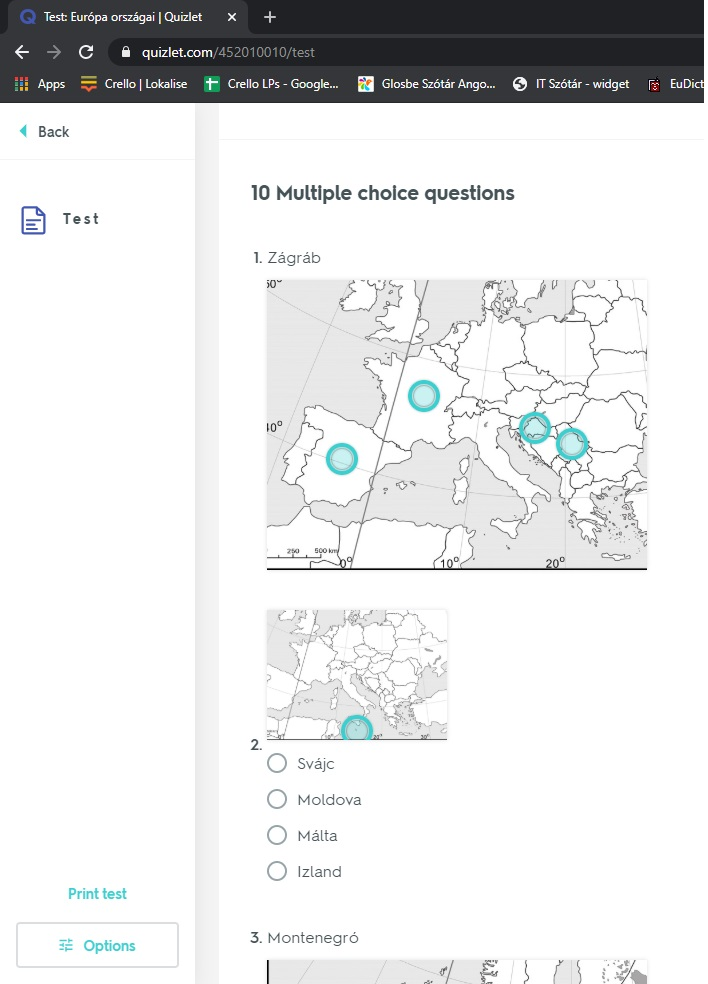 Test: Európa országai | Quizlet
quizlet.com/452010010/test
Apps Crello | Lokalise Crello LPs - Google... Glosbe Szótár Ango... IT Szótár - widget EuDict
Back
Test
10 Multiple choice questions
1. Zágráb
50°
40°
250 500 km
0° 10° 20°
2.
Svájc
Moldova
Málta
Izland
3. Montenegró
Print test
Options